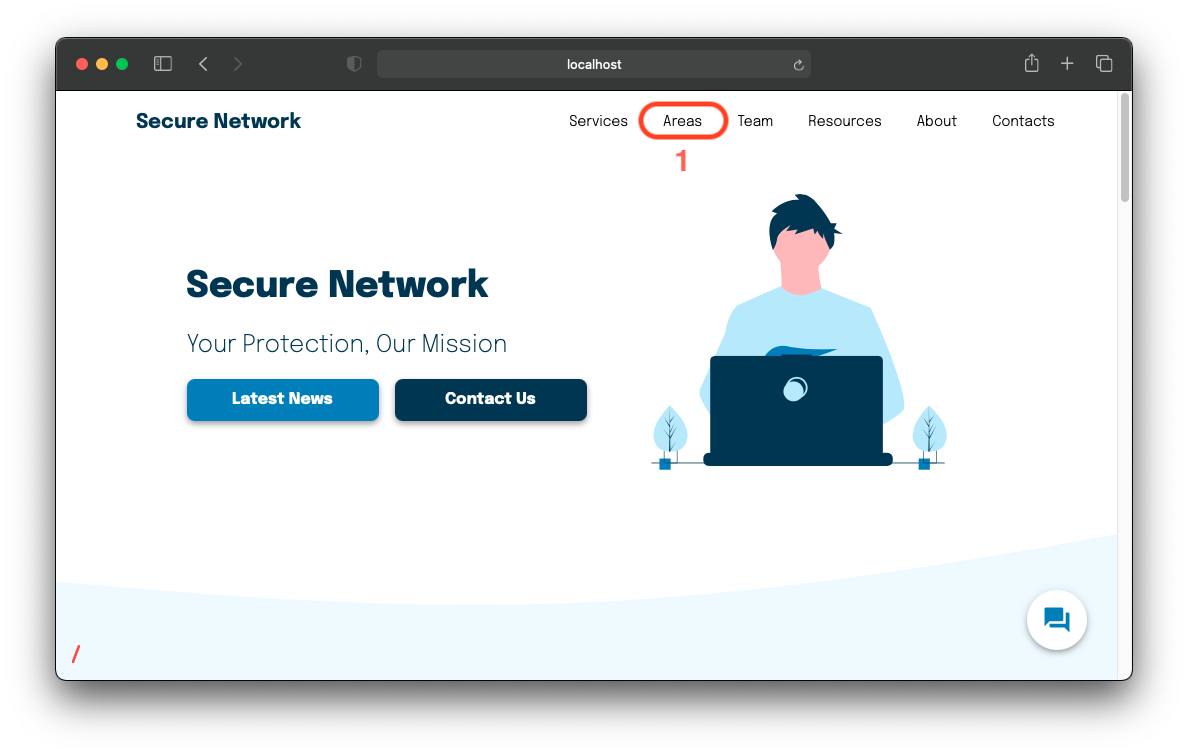 localhost
Secure Network
Services Areas Team Resources About Contacts
1
Secure Network
Your Protection, Our Mission
Latest News Contact Us
/